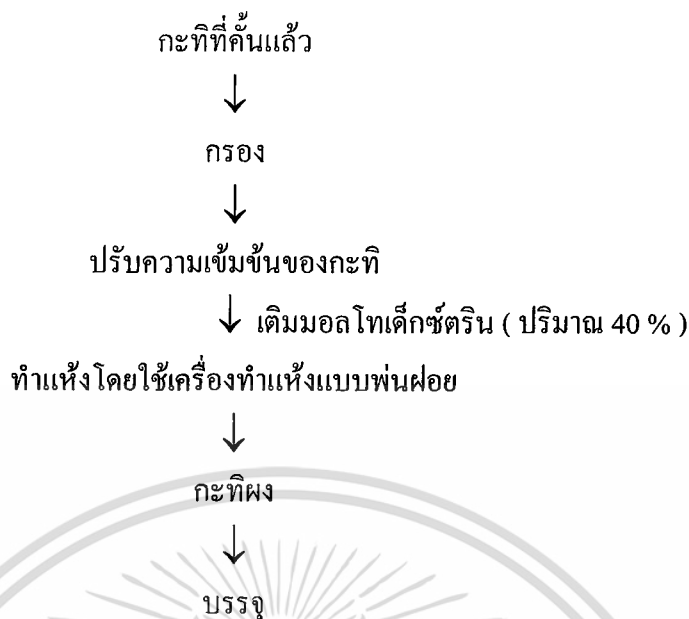 กะทิที่คั้นแล้ว
↓
กรอง
↓
ปรับความเข้มข้นของกะทิ
↓ เติมมอลโทเด็กซ์ตริน ( ปริมาณ 40 % )
ทำแห้งโดยใช้เครื่องทำแห้งแบบพ่นฝอย
↓
กะทิผง
↓
บรรจุ